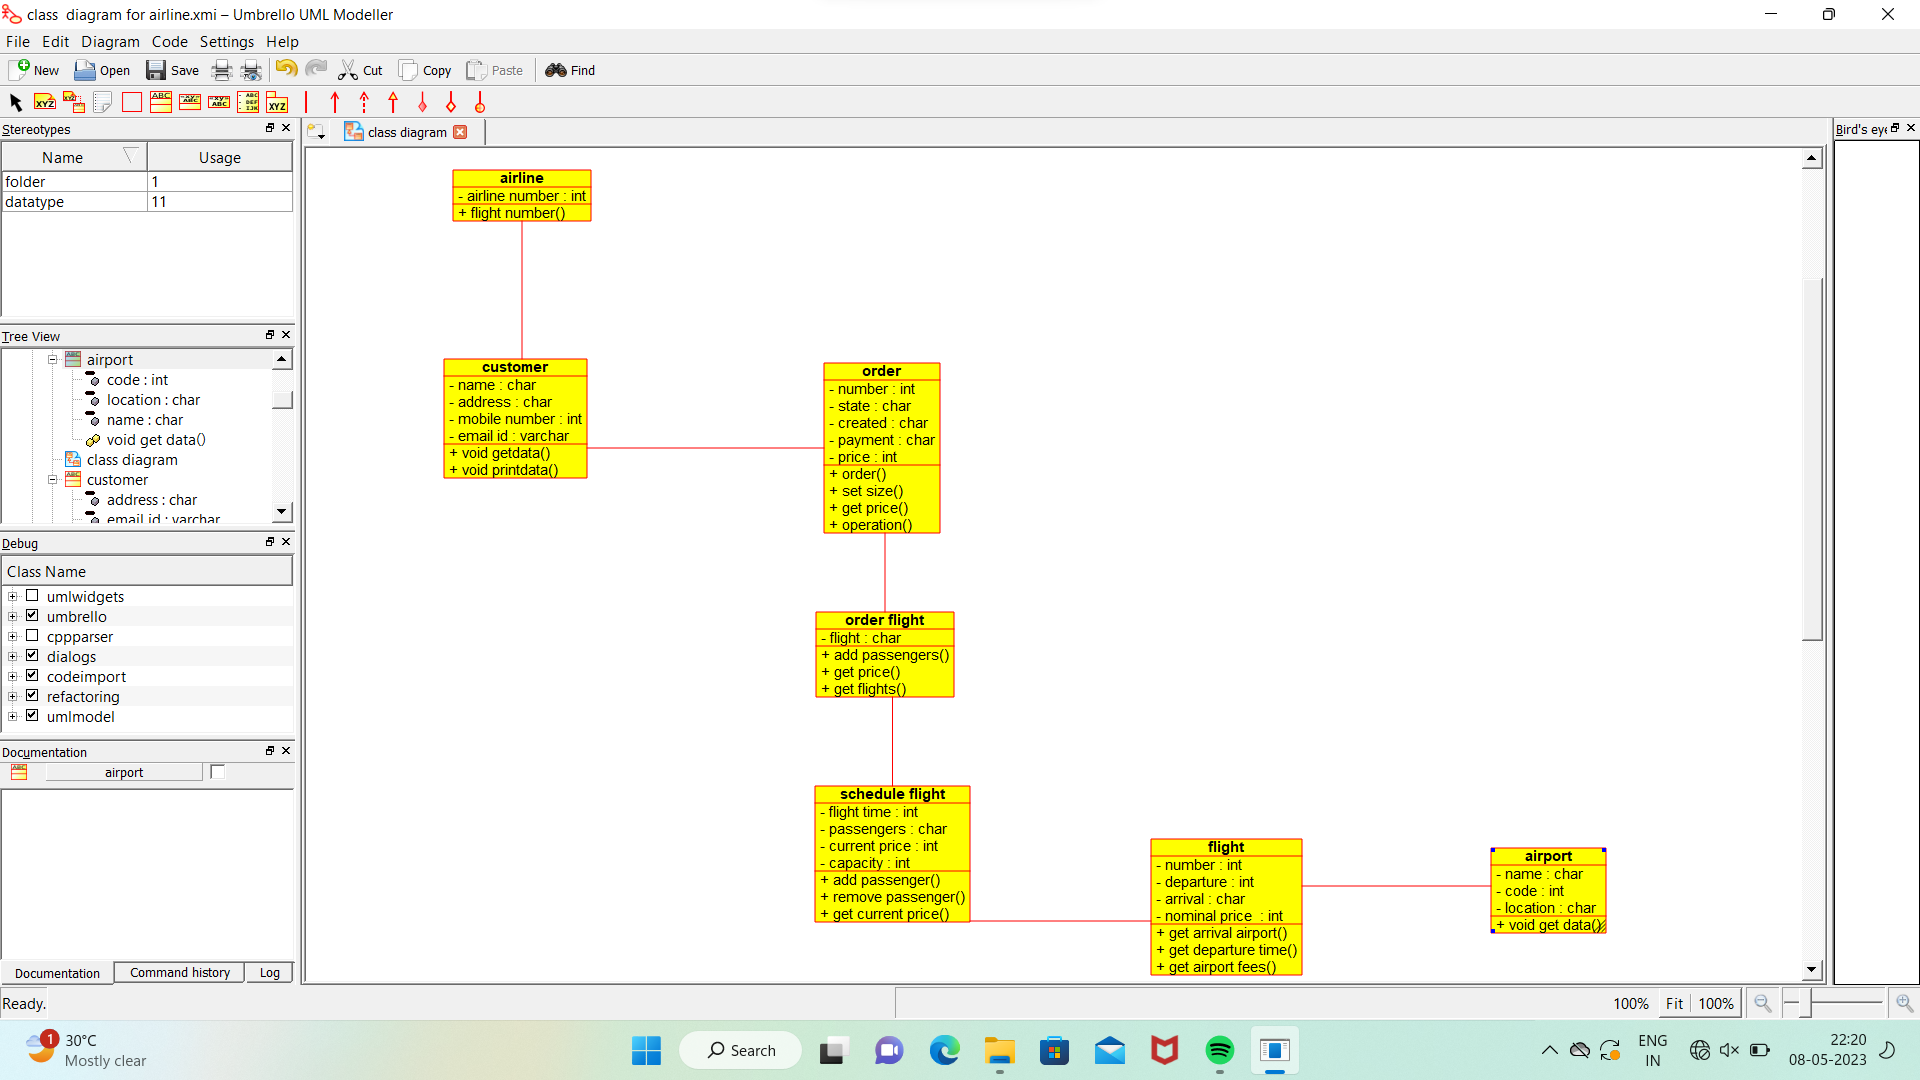 class  diagram for airline.xmi – Umbrello UML Modeller
File Edit Diagram Code Settings Help
New Open Save Cut Copy Paste Find
Stereotypes
Name Usage
folder 1
datatype 11
Tree View
airport
code : int
location : char
name : char
void get data()
class diagram
customer
address : char
email id : varchar
Debug
Class Name
umlwidgets
umbrello
cppparser
dialogs
codeimport
refactoring
umlmodel
Documentation
airport
Documentation Command history Log
Ready.
class diagram
airline
- airline number : int
+ flight number()
customer
- name : char
- address : char
- mobile number : int
- email id : varchar
+ void getdata()
+ void printdata()
order
- number : int
- state : char
- created : char
- payment : char
- price : int
+ order()
+ set size()
+ get price()
+ operation()
order flight
- flight : char
+ add passengers()
+ get price()
+ get flights()
schedule flight
- flight time : int
- passengers : char
- current price : int
- capacity : int
+ add passenger()
+ remove passenger()
+ get current price()
flight
- number : int
- departure : int
- arrival : char
- nominal price  : int
+ get arrival airport()
+ get departure time()
+ get airport fees()
airport
- name : char
- code : int
- location : char
+ void get data()
Bird's eye
100% Fit 100%
1
30°C
Mostly clear
Search
ENG
IN
22:20
08-05-2023